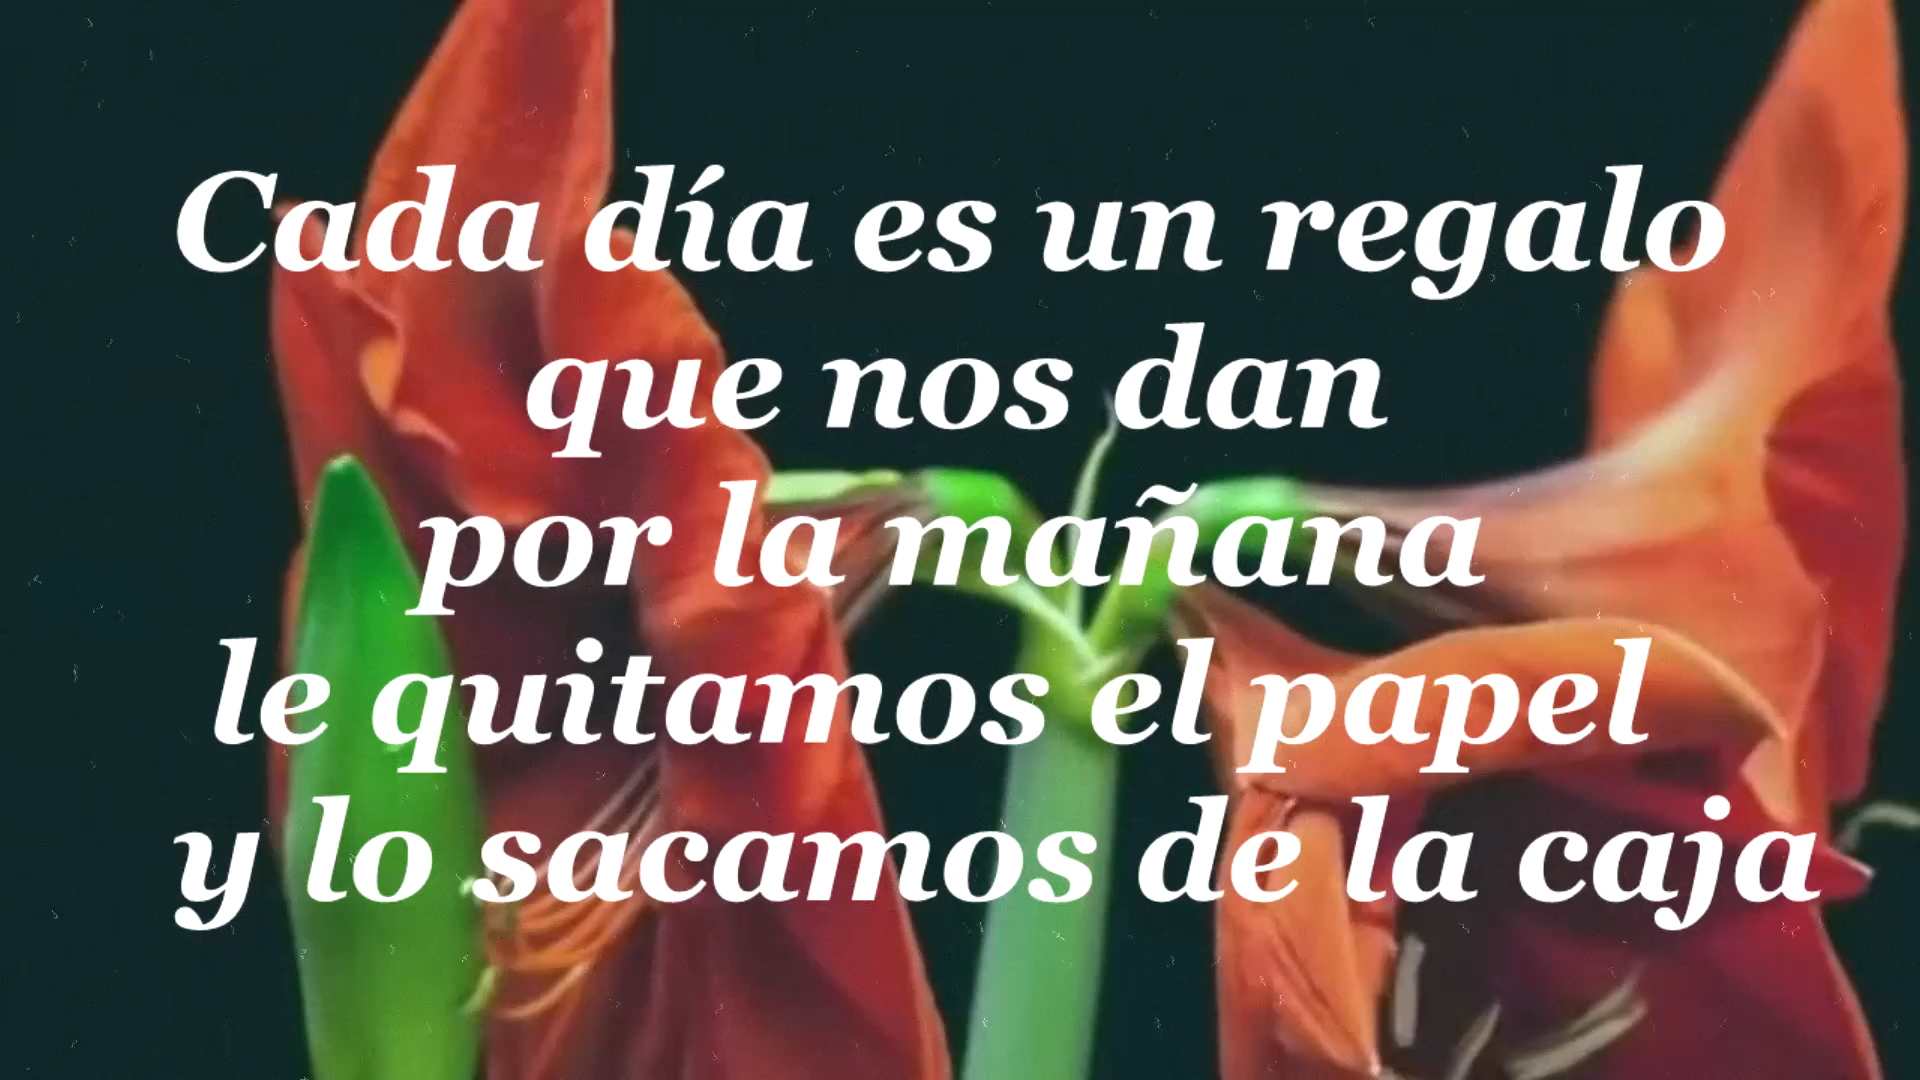 Cada día es un regalo
que nos dan
por la mañana
le quitamos el papel
y lo sacamos de la caja